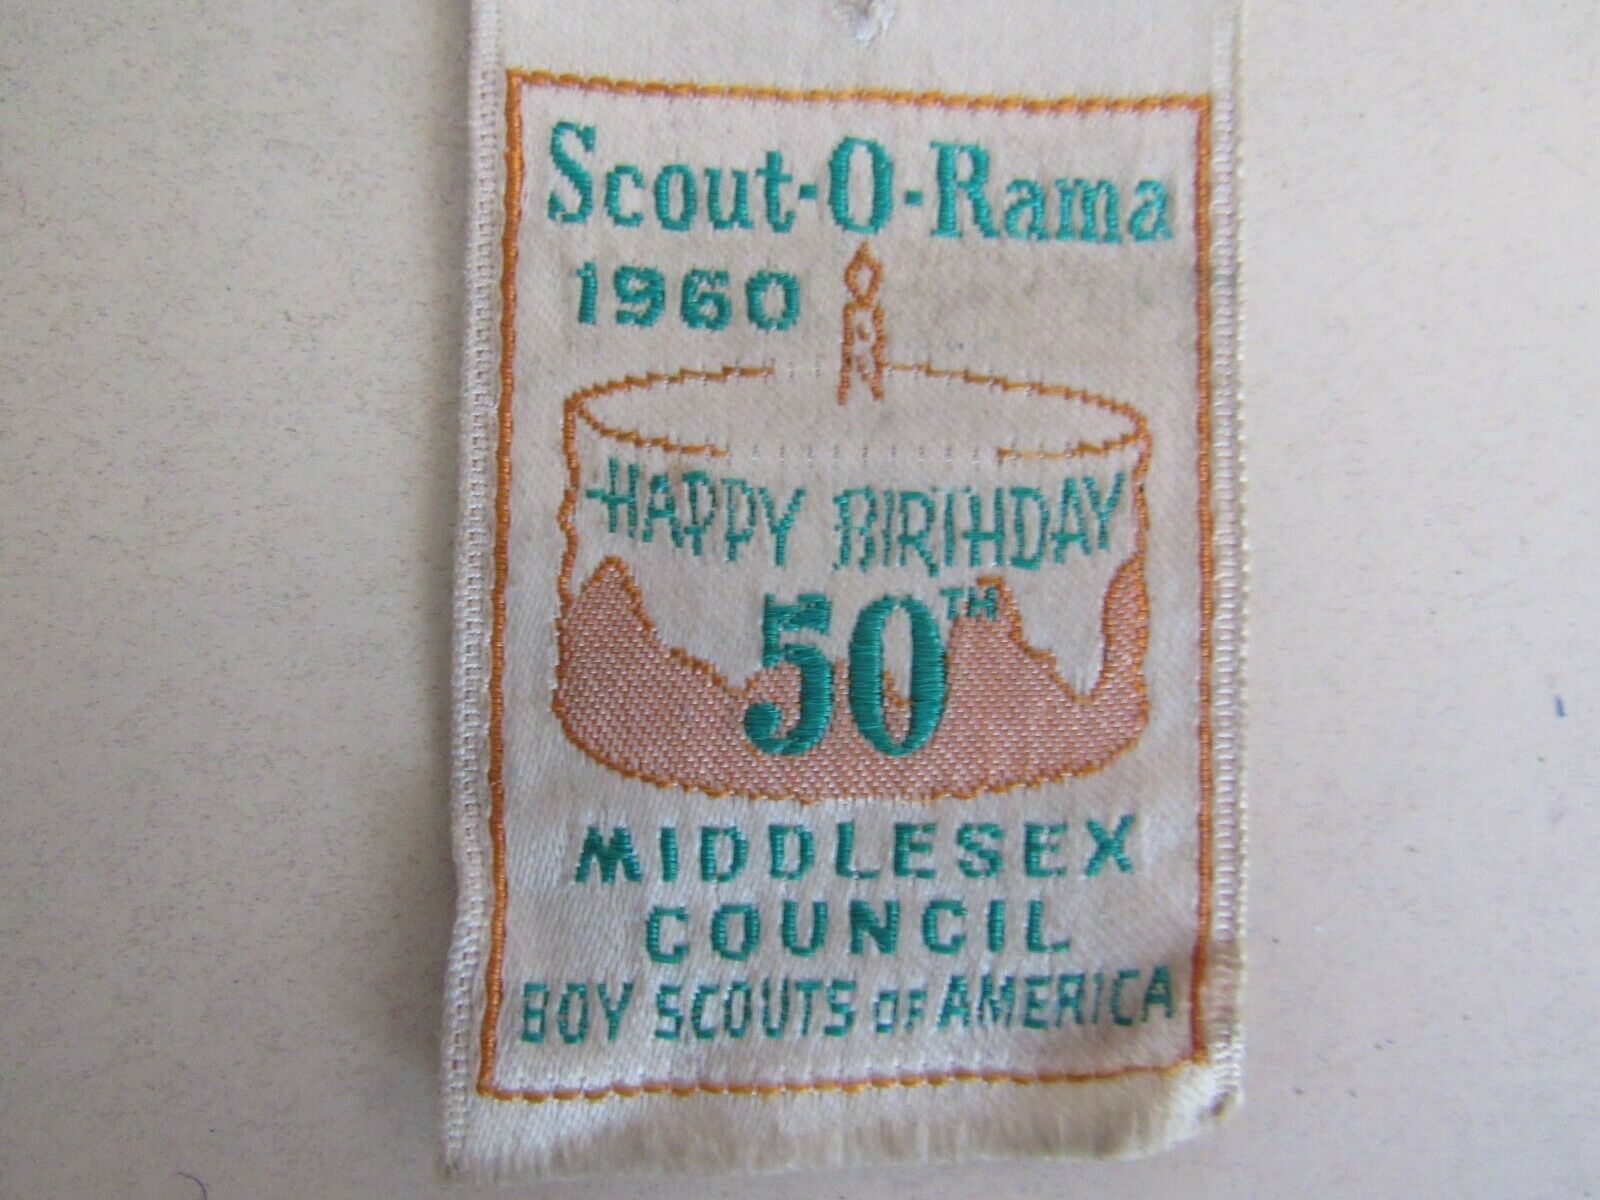 Scout-O-Rama
1960
HAPPY BIRTHDAY
50TH
MIDDLESEX
COUNCIL
BOY SCOUTS OF AMERICA